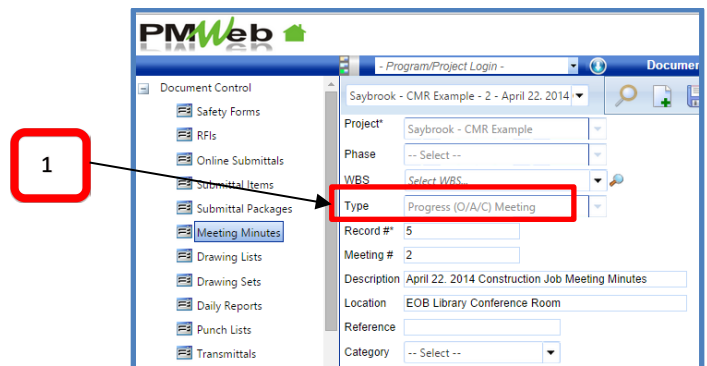 PMWeb
- Program/Project Login -
Documen
Document Control
Safety Forms
RFIs
Online Submittals
Submittal Items
Submittal Packages
Meeting Minutes
Drawing Lists
Drawing Sets
Daily Reports
Punch Lists
Transmittals
1
Saybrook - CMR Example - 2 - April 22. 2014
Project* Saybrook - CMR Example
Phase -- Select --
WBS Select WBS...
Type Progress (O/A/C) Meeting
Record #* 5
Meeting # 2
Description April 22. 2014 Construction Job Meeting Minutes
Location EOB Library Conference Room
Reference
Category -- Select --